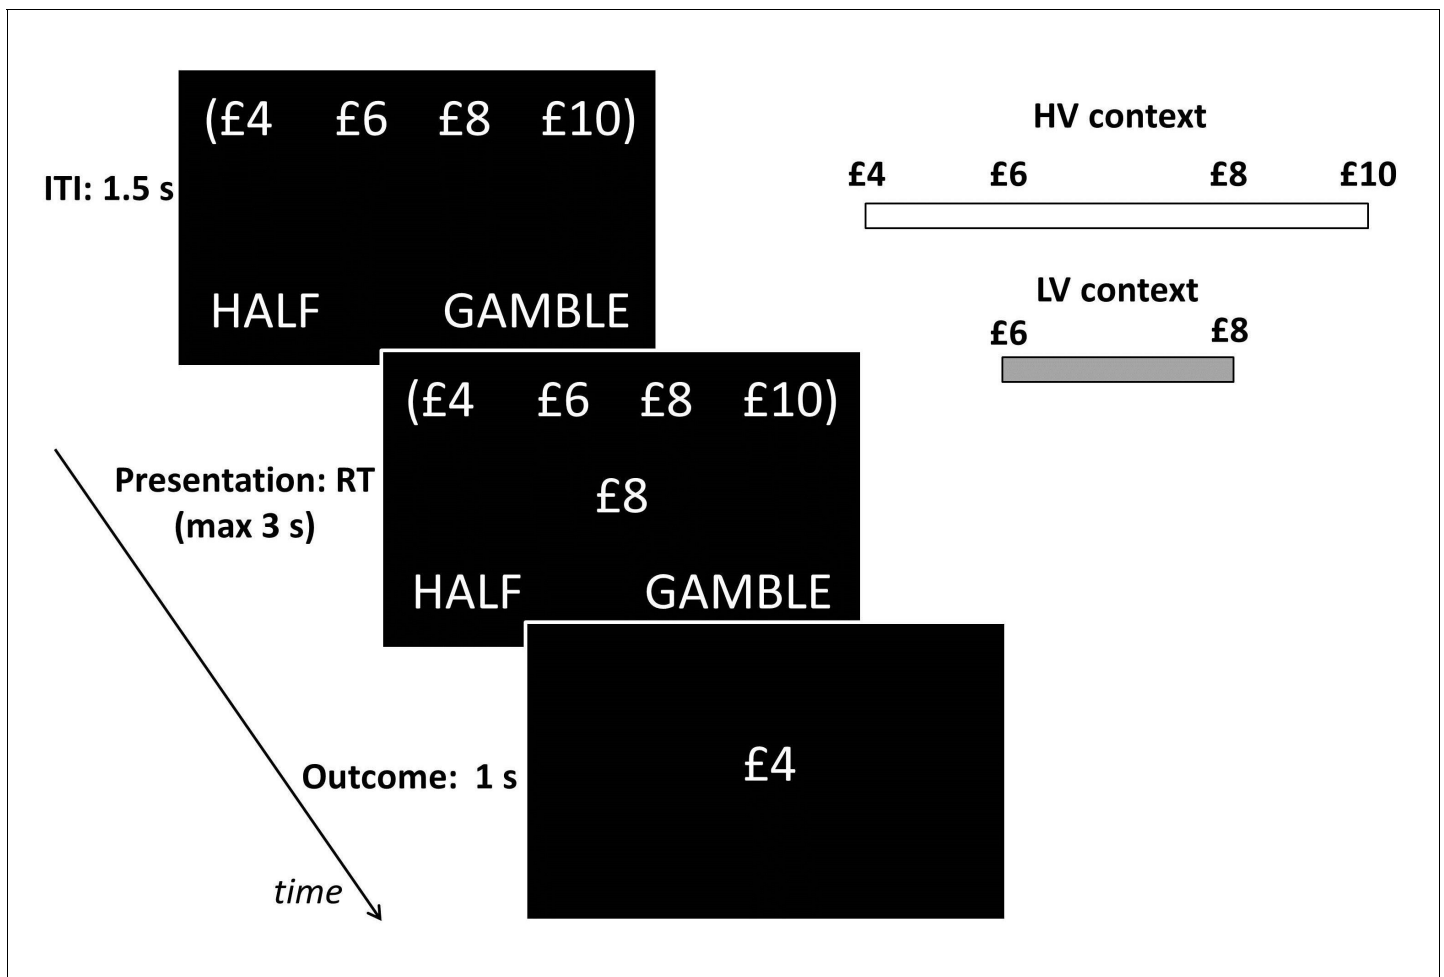 (£4 £6 £8 £10)
ITI: 1.5 s
HALF GAMBLE
(£4 £6 £8 £10)
Presentation: RT
(max 3 s)
£8
HALF GAMBLE
Outcome: 1 s
£4
time
HV context
£4 £6 £8 £10
LV context
£6 £8